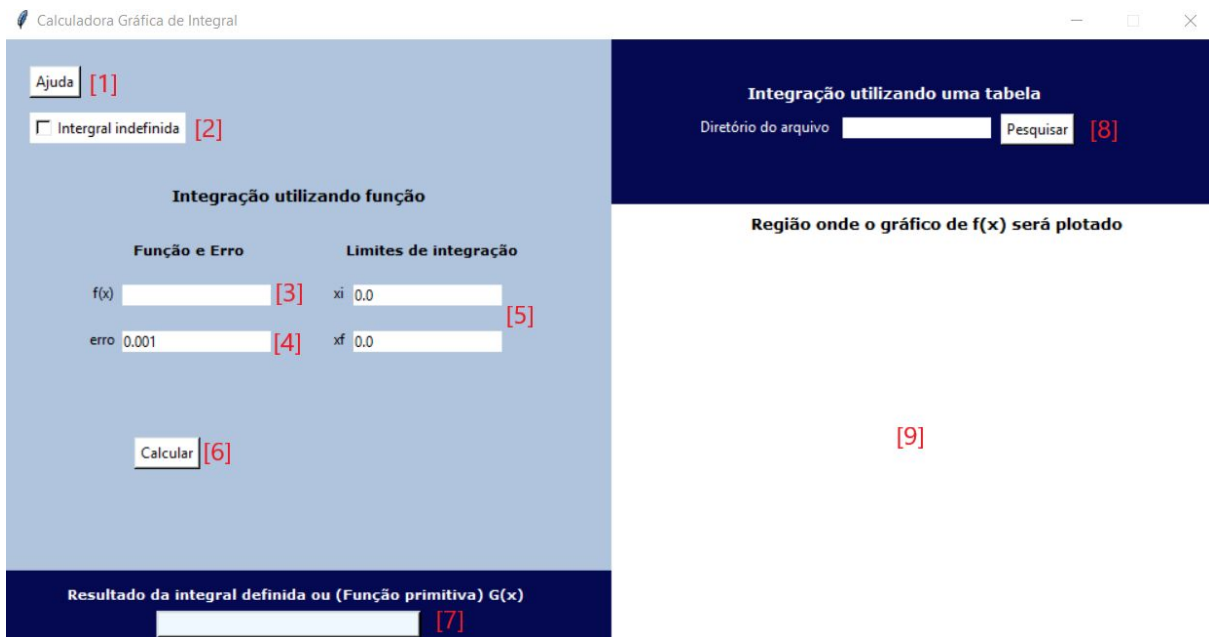 Calculadora Gráfica de Integral
Ajuda [1]
Intergral indefinida [2]
Integração utilizando função
Função e Erro
Limites de integração
f(x) [3]
xi 0.0
[5]
erro 0.001 [4]
xf 0.0
Calcular [6]
Resultado da integral definida ou (Função primitiva) G(x)
[7]
Integração utilizando uma tabela
Diretório do arquivo Pesquisar [8]
Região onde o gráfico de f(x) será plotado
[9]